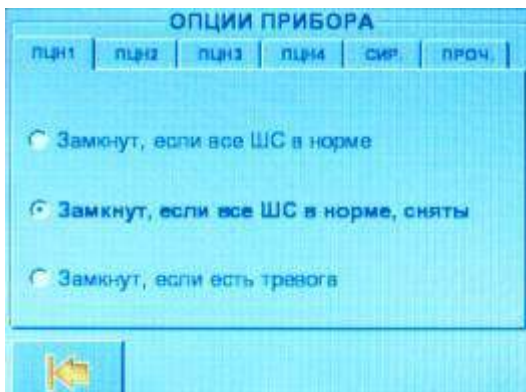 ОПЦИИ ПРИБОРА
ПЦН1 ПЦН2 ПЦН3 ПЦН4 СИР. ПРОЧ.
Замкнут, если все ШС в норме
Замкнут, если все ШС в норме, сняты
Замкнут, если есть тревога